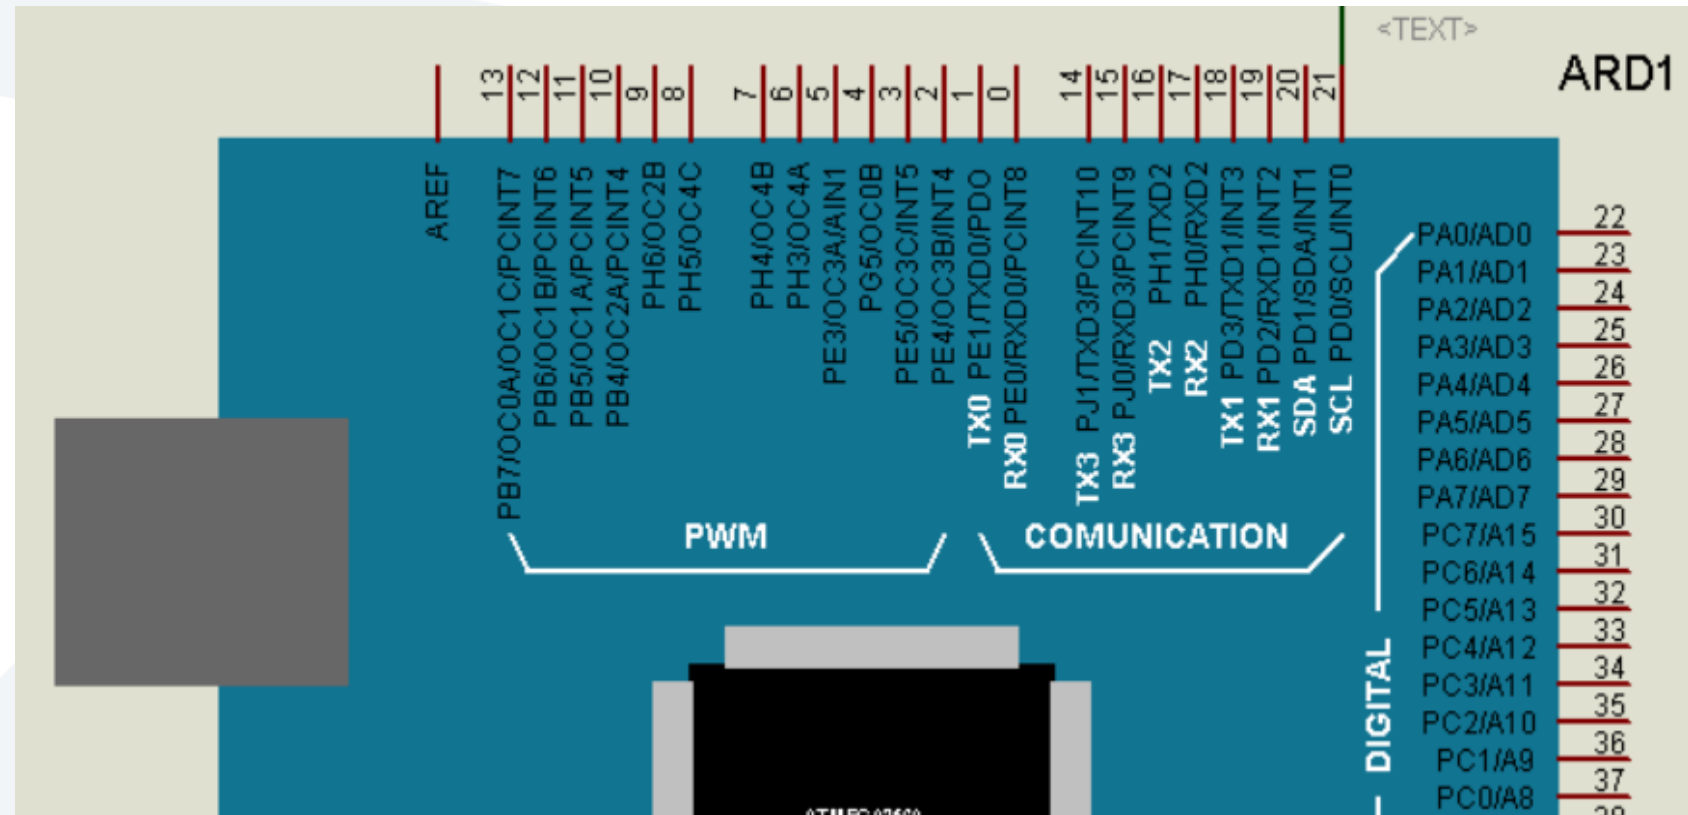 <TEXT>
ARD1
13
12
11
10
9
8
7
6
5
4
3
2
1
0
14
15
16
17
18
19
20
21
AREF
PB7/OC0A/OC1C/PCINT7
PB6/OC1B/PCINT6
PB5/OC1A/PCINT5
PB4/OC2A/PCINT4
PH6/OC2B
PH5/OC4C
PH4/OC4B
PH3/OC4A
PE3/OC3A/AIN1
PG5/OC0B
PE5/OC3C/INT5
PE4/OC3B/INT4
TX0 PE1/TXD0/PDO
RX0 PE0/RXD0/PCINT8
TX3 PJ1/TXD3/PCINT10
RX3 PJ0/RXD3/PCINT9
TX2 PH1/TXD2
RX2 PH0/RXD2
TX1 PD3/TXD1/INT3
RX1 PD2/RXD1/INT2
SDA PD1/SDA/INT1
SCL PD0/SCL/INT0
PWM
COMUNICATION
DIGITAL
PA0/AD0 22
PA1/AD1 23
PA2/AD2 24
PA3/AD3 25
PA4/AD4 26
PA5/AD5 27
PA6/AD6 28
PA7/AD7 29
PC7/A15 30
PC6/A14 31
PC5/A13 32
PC4/A12 33
PC3/A11 34
PC2/A10 35
PC1/A9 36
PC0/A8 37